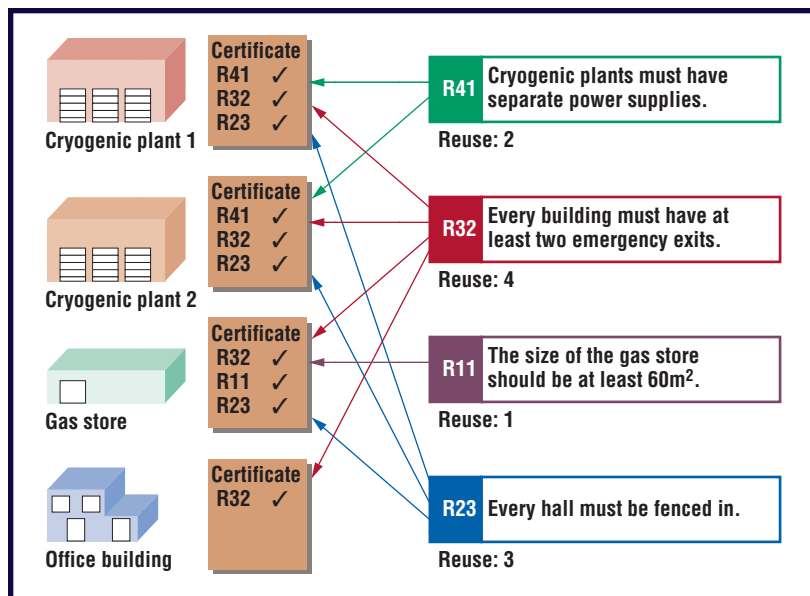 Certificate
R41 ✓
R32 ✓
R23 ✓
Cryogenic plant 1
Certificate
R41 ✓
R32 ✓
R23 ✓
Cryogenic plant 2
Certificate
R32 ✓
R11 ✓
R23 ✓
Gas store
Certificate
R32 ✓
Office building
R41
Cryogenic plants must have
separate power supplies.
Reuse: 2
R32
Every building must have at
least two emergency exits.
Reuse: 4
R11
The size of the gas store
should be at least 60m².
Reuse: 1
R23
Every hall must be fenced in.
Reuse: 3